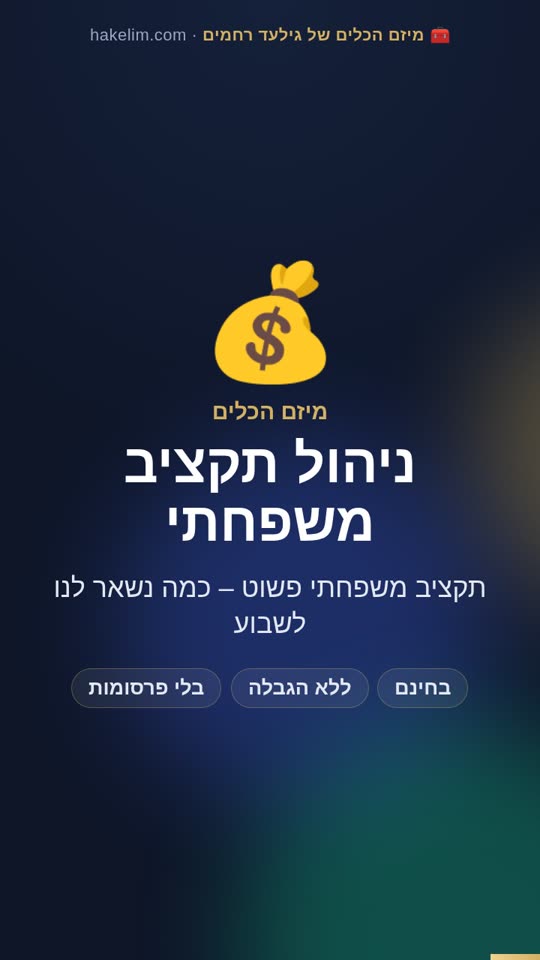 🧰 מיזם הכלים של גילעד רחמים · hakelim.com
מיזם הכלים
ניהול תקציב
משפחתי
תקציב משפחתי פשוט – כמה נשאר לנו
לשבוע
בחינם
ללא הגבלה
בלי פרסומות